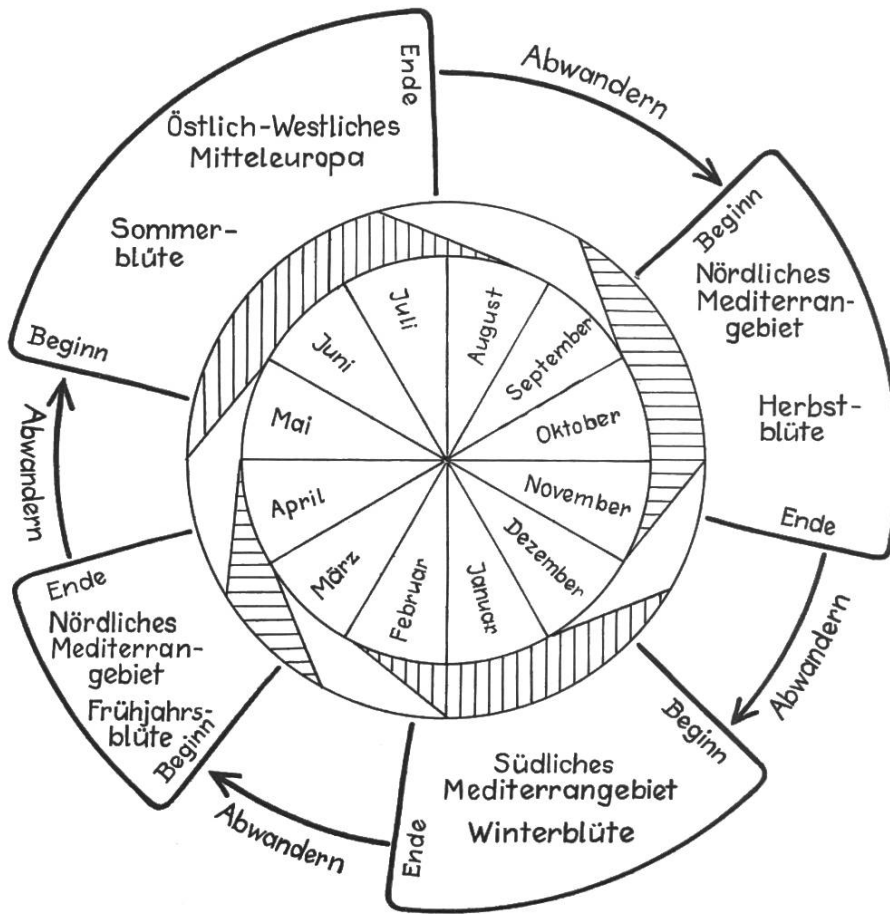 Ende
Östlich-Westliches
Mitteleuropa
Sommer-
blüte
Beginn
Abwandern
Beginn
Nördliches
Mediterran-
gebiet
Herbst-
blüte
Ende
Abwandern
Beginn
Südliches
Mediterrangebiet
Winterblüte
Ende
Abwandern
Beginn
Nördliches
Mediterran-
gebiet
Frühjahrs-
blüte
Ende
Abwandern
Januar
Februar
März
April
Mai
Juni
Juli
August
September
Oktober
November
Dezember